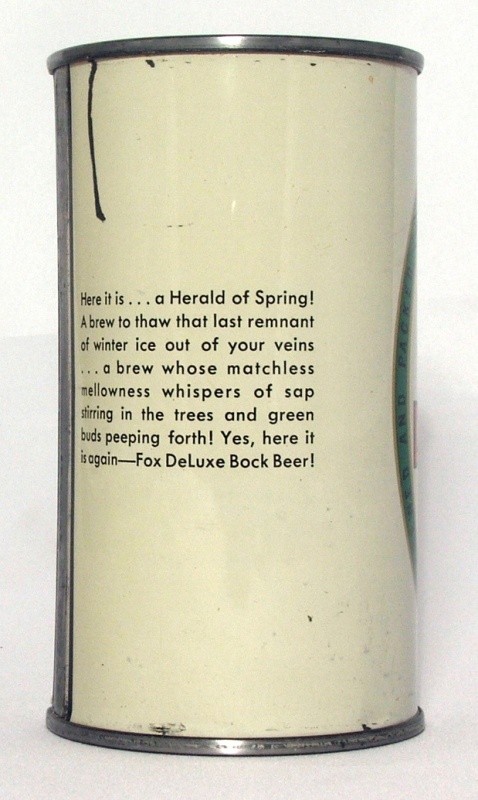 Here it is . . . a Herald of Spring!
A brew to thaw that last remnant
of winter ice out of your veins
. . . a brew whose matchless
mellowness whispers of sap
stirring in the trees and green
buds peeping forth! Yes, here it
is again—Fox DeLuxe Bock Beer!
AND PACKED